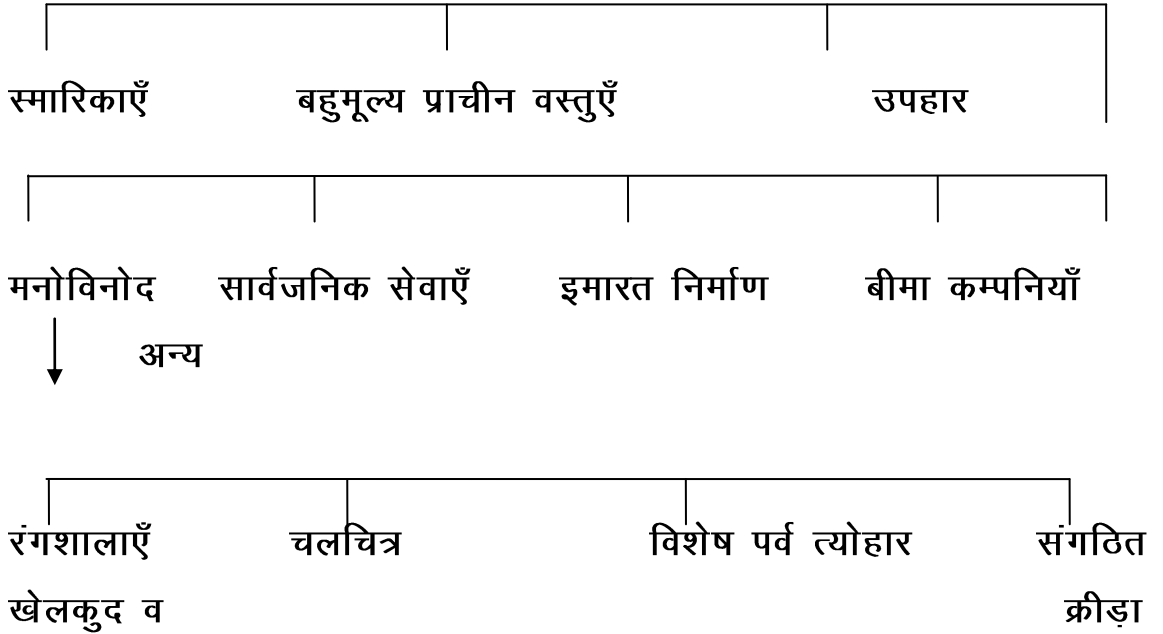 स्मारिकाएँ बहुमूल्य प्राचीन वस्तुएँ उपहार
मनोविनोद सार्वजनिक सेवाएँ इमारत निर्माण बीमा कम्पनियाँ
अन्य
रंगशालाएँ चलचित्र विशेष पर्व त्योहार संगठित
खेलकुद व क्रीड़ा